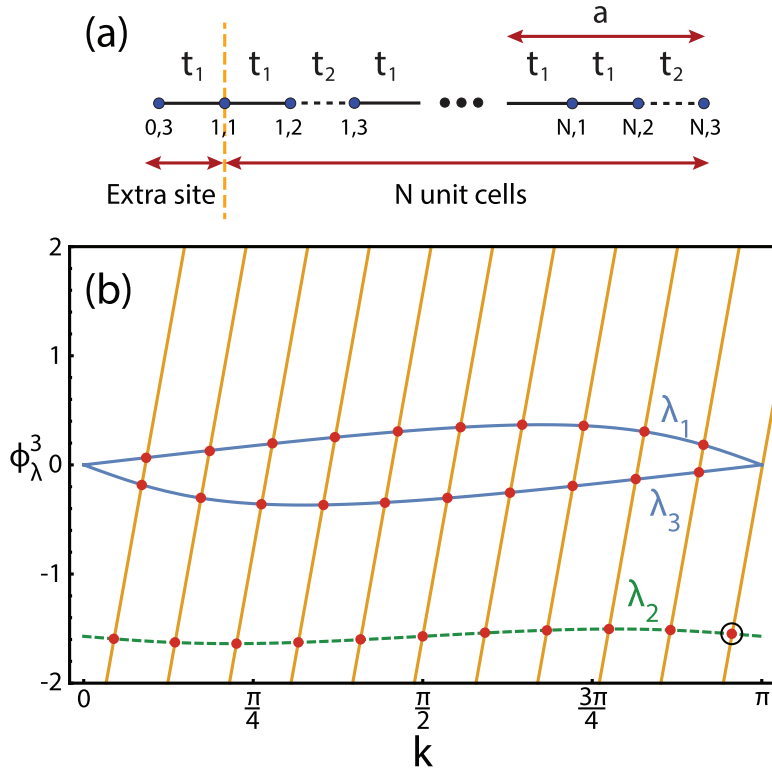 (a)
a
t₁ t₁ t₂ t₁ t₁ t₁ t₂
0,3 1,1 1,2 1,3 N,1 N,2 N,3
Extra site N unit cells
(b)
2
1
0
-1
-2
ϕ³λ
λ₁
λ₃
λ₂
0 π/4 π/2 3π/4 π
k